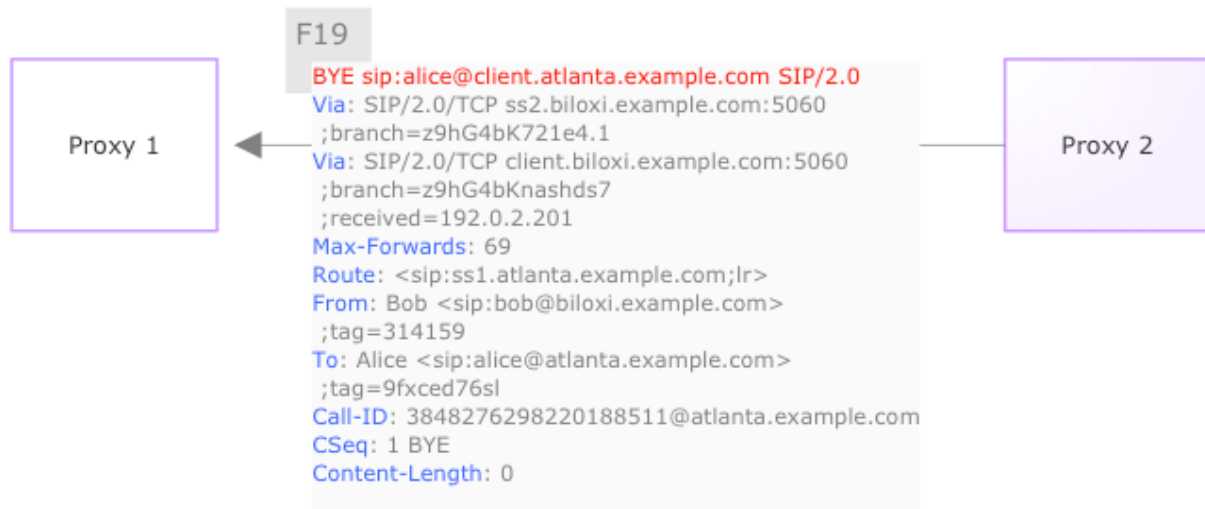 F19
BYE sip:alice@client.atlanta.example.com SIP/2.0
Via: SIP/2.0/TCP ss2.biloxi.example.com:5060
;branch=z9hG4bK721e4.1
Via: SIP/2.0/TCP client.biloxi.example.com:5060
;branch=z9hG4bKnashds7
;received=192.0.2.201
Max-Forwards: 69
Route: <sip:ss1.atlanta.example.com;lr>
From: Bob <sip:bob@biloxi.example.com>
;tag=314159
To: Alice <sip:alice@atlanta.example.com>
;tag=9fxced76sl
Call-ID: 3848276298220188511@atlanta.example.com
CSeq: 1 BYE
Content-Length: 0
Proxy 1
Proxy 2